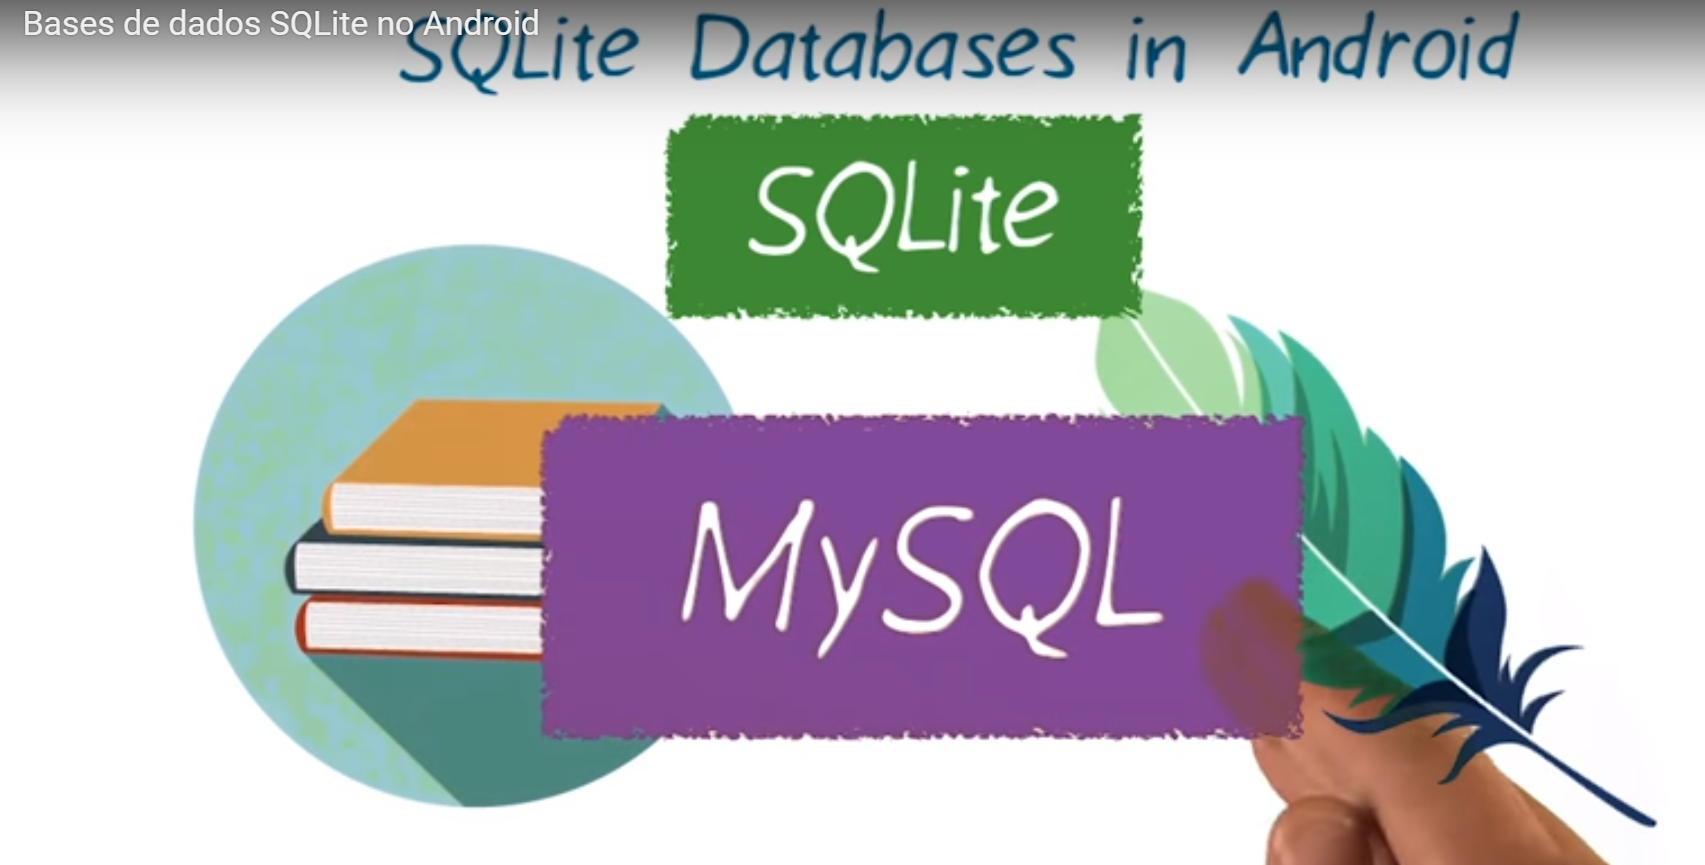 Bases de dados SQLite no Android
SQLite Databases in Android
SQLite
MySQL